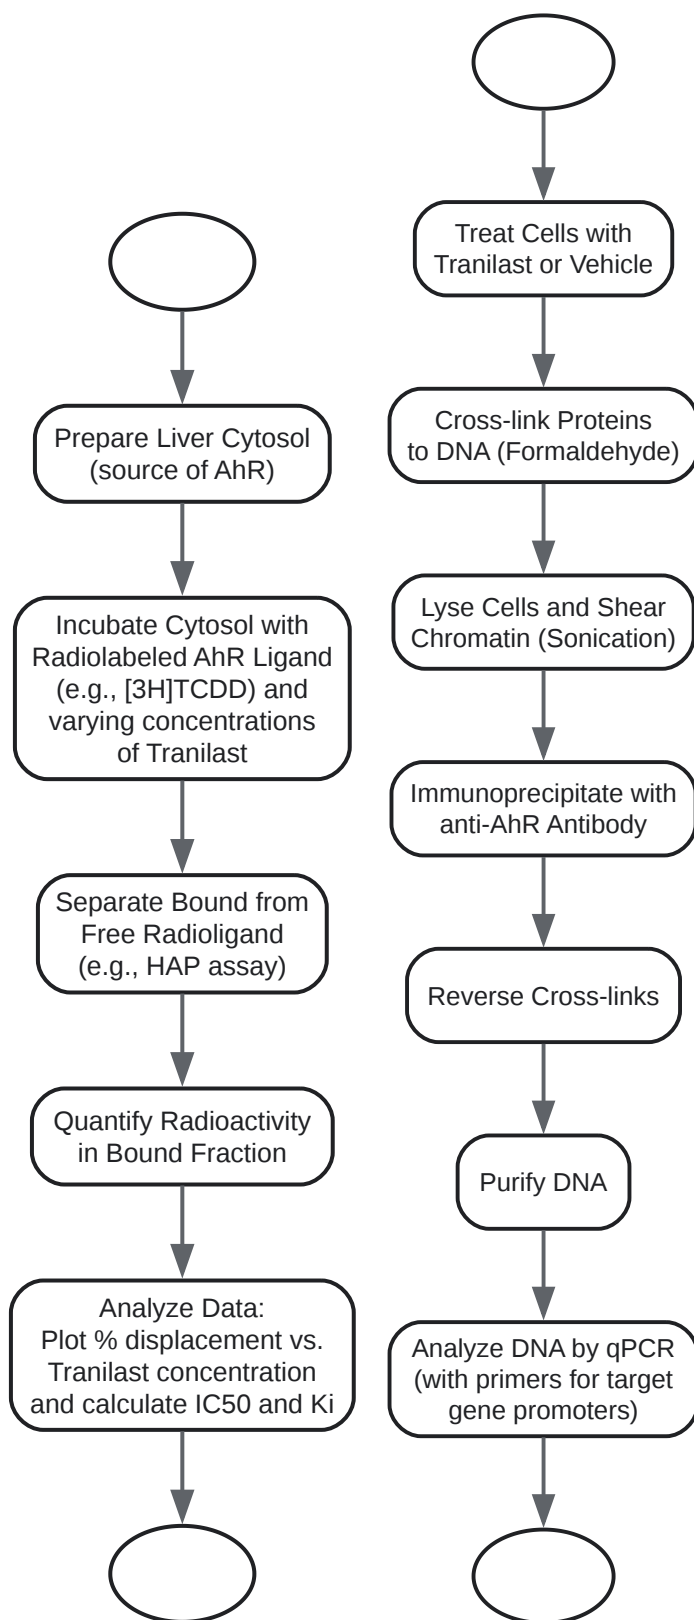 Prepare Liver Cytosol
(source of AhR)
Incubate Cytosol with
Radiolabeled AhR Ligand
(e.g., [3H]TCDD) and
varying concentrations
of Tranilast
Separate Bound from
Free Radioligand
(e.g., HAP assay)
Quantify Radioactivity
in Bound Fraction
Analyze Data:
Plot % displacement vs.
Tranilast concentration
and calculate IC50 and Ki
Treat Cells with
Tranilast or Vehicle
Cross-link Proteins
to DNA (Formaldehyde)
Lyse Cells and Shear
Chromatin (Sonication)
Immunoprecipitate with
anti-AhR Antibody
Reverse Cross-links
Purify DNA
Analyze DNA by qPCR
(with primers for target
gene promoters)